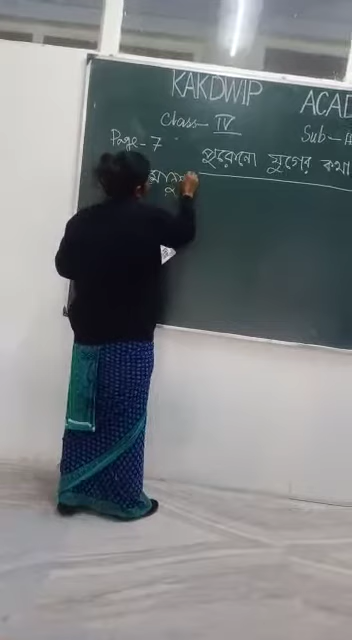 KAKDWIP ACAD
Class - IV
Sub - H
Page - 7
পুরোনো যুগের কথা